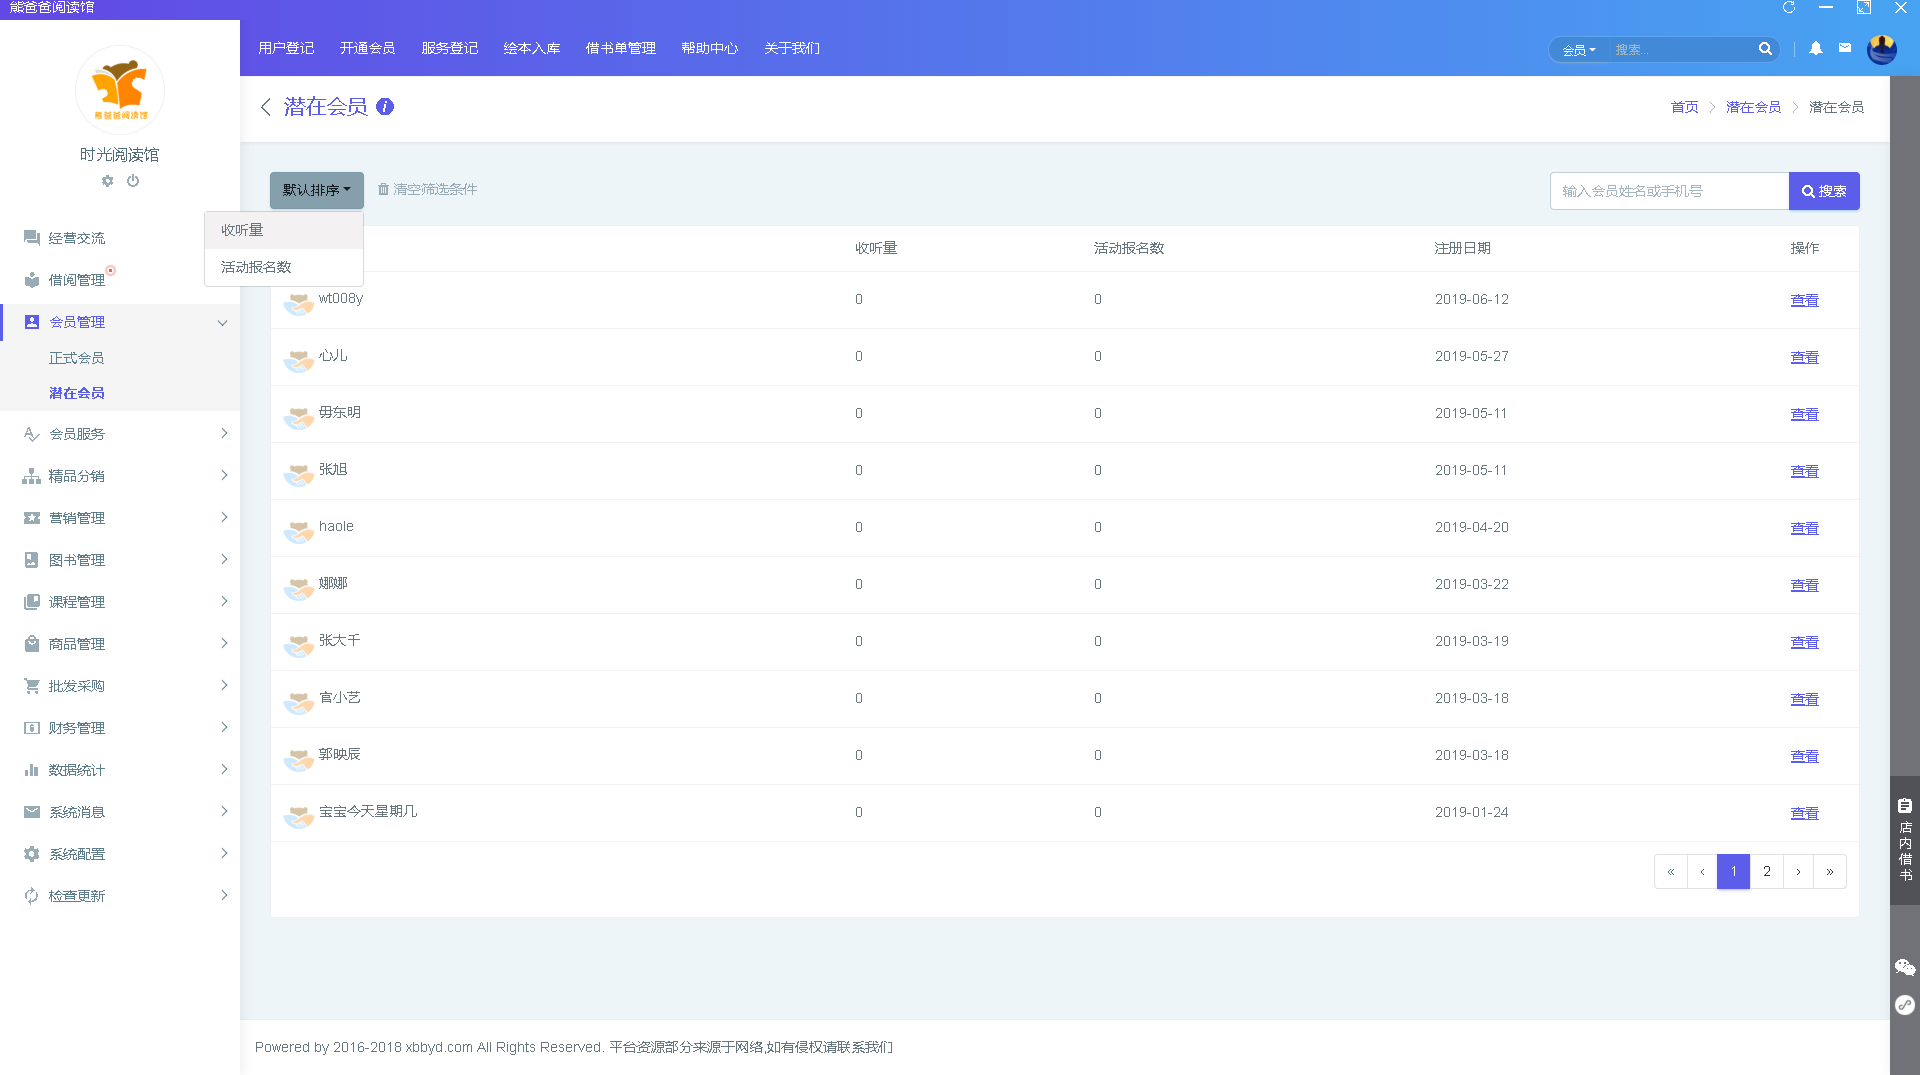 熊爸爸阅读馆
用户登记 开通会员 服务登记 绘本入库 借书单管理 帮助中心 关于我们
会员 搜索...
熊爸爸阅读馆
时光阅读馆
潜在会员
首页 潜在会员 潜在会员
默认排序 清空筛选条件
输入会员姓名或手机号 搜索
收听量
活动报名数
经营交流
借阅管理
会员管理
正式会员
潜在会员
会员服务
精品分销
营销管理
图书管理
课程管理
商品管理
批发采购
财务管理
数据统计
系统消息
系统配置
检查更新
收听量 活动报名数 注册日期 操作
wt008y 0 0 2019-06-12 查看
心儿 0 0 2019-05-27 查看
毋东明 0 0 2019-05-11 查看
张旭 0 0 2019-05-11 查看
haole 0 0 2019-04-20 查看
娜娜 0 0 2019-03-22 查看
张大千 0 0 2019-03-19 查看
官小艺 0 0 2019-03-18 查看
郭映辰 0 0 2019-03-18 查看
宝宝今天星期几 0 0 2019-01-24 查看
« ‹ 1 2 › »
店内借书
Powered by 2016-2018 xbbyd.com All Rights Reserved. 平台资源部分来源于网络,如有侵权请联系我们